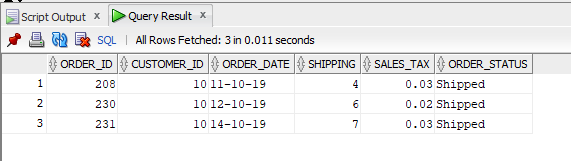 Script Output x Query Result x
SQL | All Rows Fetched: 3 in 0.011 seconds
ORDER_ID CUSTOMER_ID ORDER_DATE SHIPPING SALES_TAX ORDER_STATUS
1 208 10 11-10-19 4 0.03 Shipped
2 230 10 12-10-19 6 0.02 Shipped
3 231 10 14-10-19 7 0.03 Shipped